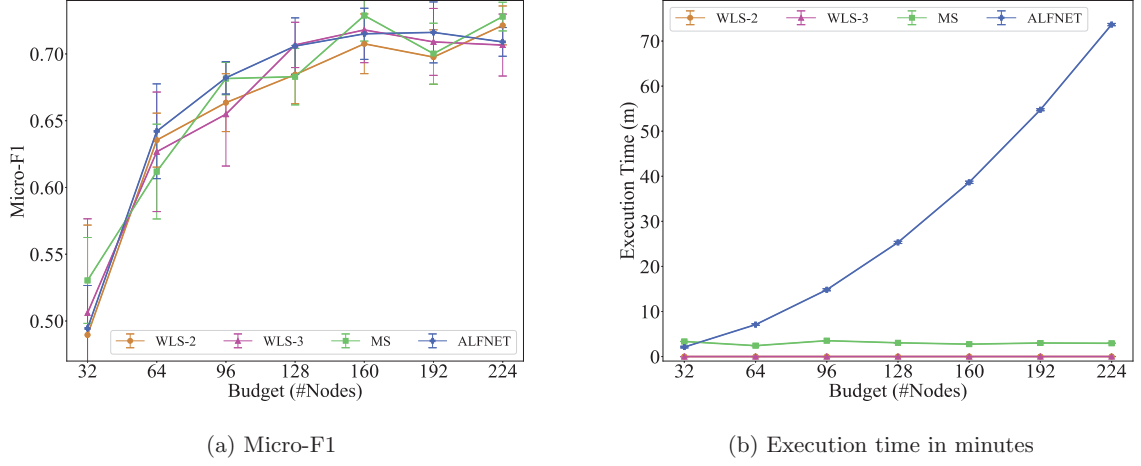 0.70
0.65
0.60
0.55
0.50
Micro-F1
WLS-2 WLS-3 MS ALFNET
32 64 96 128 160 192 224
Budget (#Nodes)
(a) Micro-F1
WLS-2 WLS-3 MS ALFNET
70
60
50
40
30
20
10
0
Execution Time (m)
32 64 96 128 160 192 224
Budget (#Nodes)
(b) Execution time in minutes